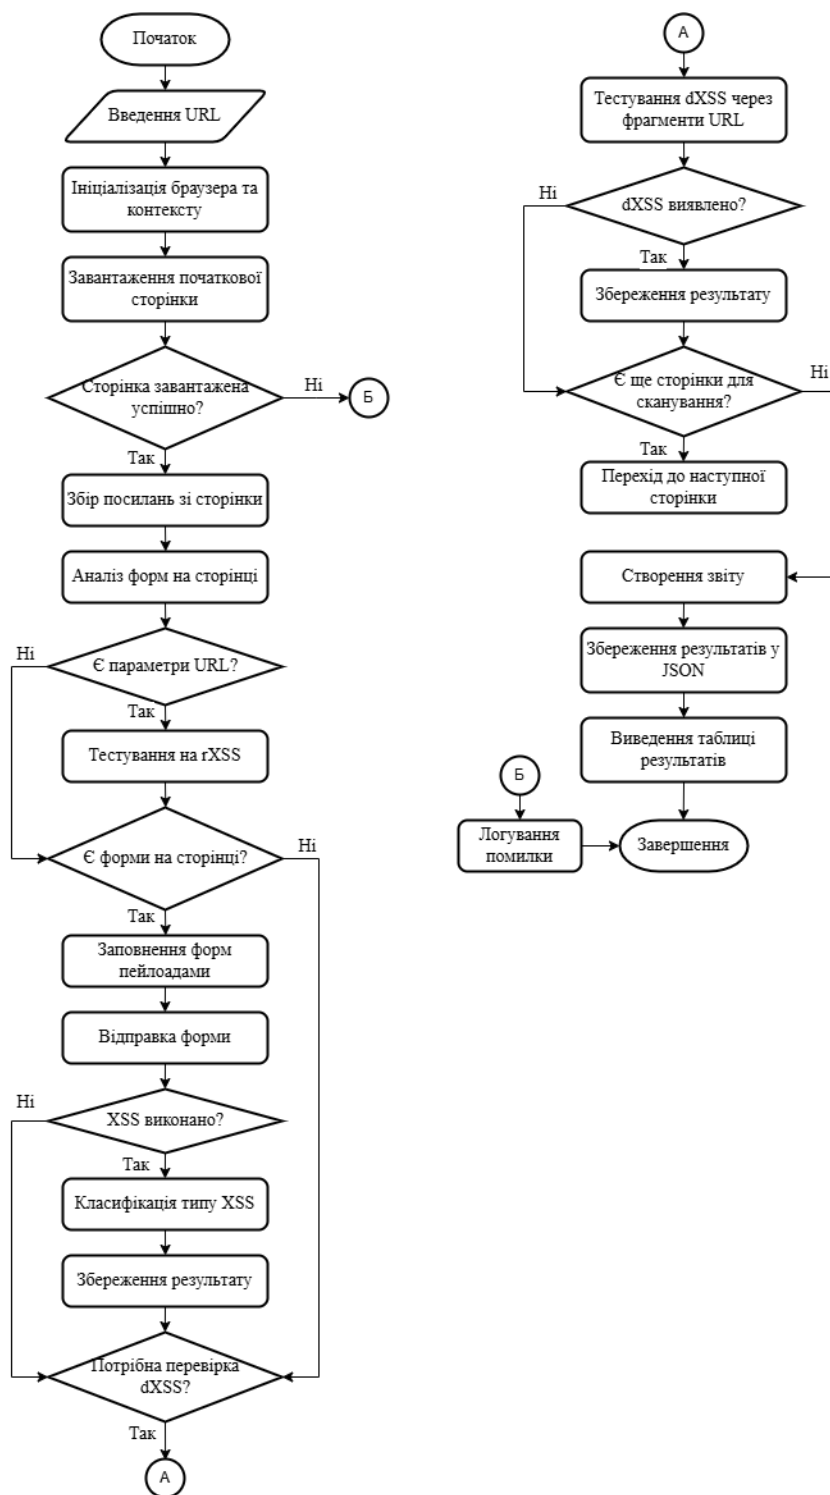 Початок
Введення URL
Ініціалізація браузера та
контексту
Завантаження початкової
сторінки
Сторінка завантажена
успішно?
Ні
Б
Так
Збір посилань зі сторінки
Аналіз форм на сторінці
Ні
Є параметри URL?
Так
Тестування на rXSS
Ні
Є форми на сторінці?
Так
Заповнення форм
пейлоадами
Відправка форми
Ні
XSS виконано?
Так
Класифікація типу XSS
Збереження результату
Потрібна перевірка
dXSS?
Так
А
А
Тестування dXSS через
фрагменти URL
Ні
dXSS виявлено?
Так
Збереження результату
Є ще сторінки для
сканування?
Ні
Так
Перехід до наступної
сторінки
Створення звіту
Збереження результатів у
JSON
Виведення таблиці
результатів
Б
Логування
помилки
Завершення